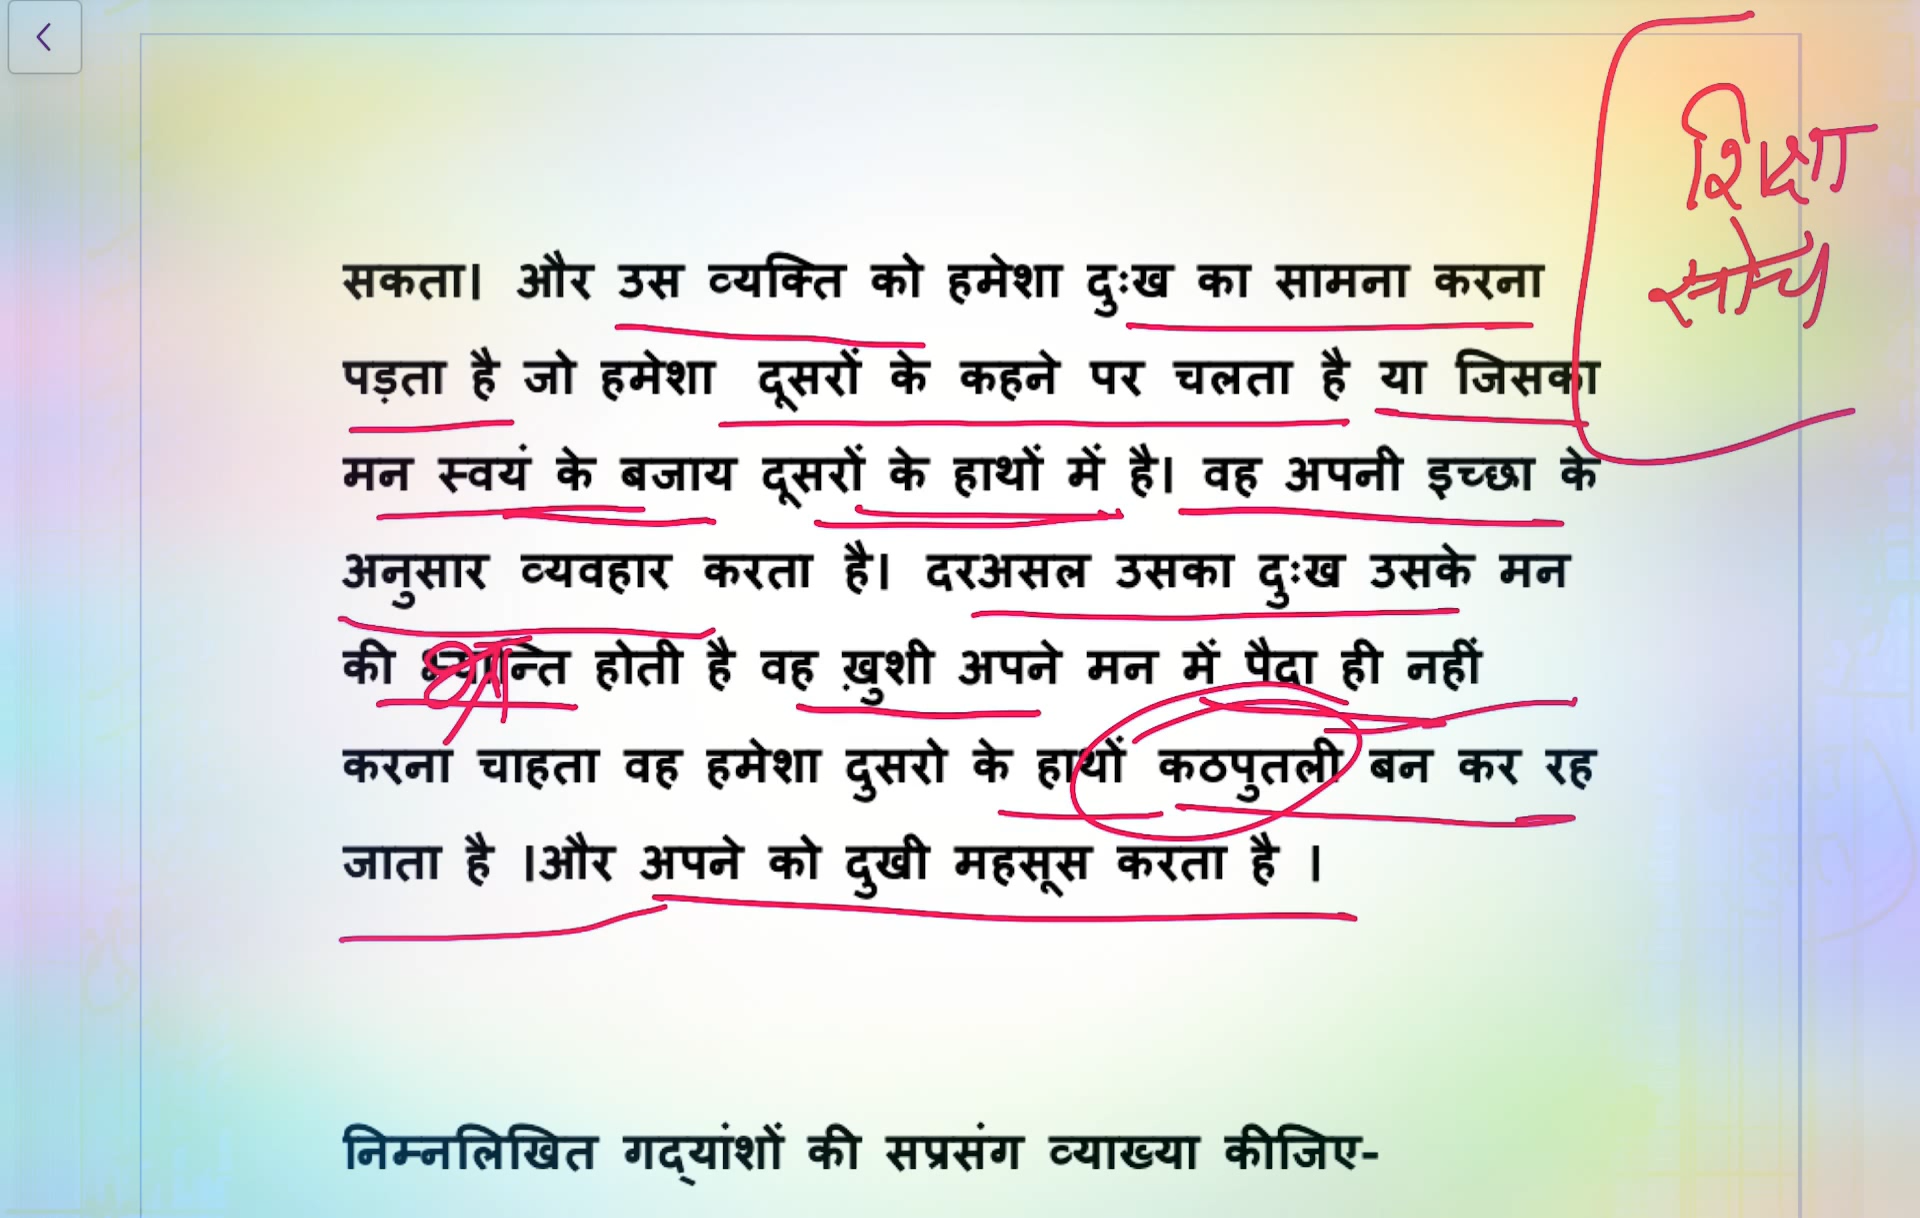 शिक्षा
सोच
सकता। और उस व्यक्ति को हमेशा दुःख का सामना करना
पड़ता है जो हमेशा दूसरों के कहने पर चलता है या जिसका
मन स्वयं के बजाय दूसरों के हाथों में है। वह अपनी इच्छा के
अनुसार व्यवहार करता है। दरअसल उसका दुःख उसके मन
की होती है वह ख़ुशी अपने मन में पैदा ही नहीं
करना चाहता वह हमेशा दुसरो के हाथों कठपुतली बन कर रह
जाता है ।और अपने को दुखी महसूस करता है ।
निम्नलिखित गद्यांशों की सप्रसंग व्याख्या कीजिए-